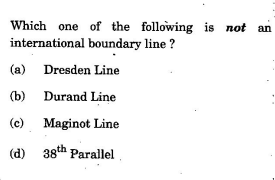 Which one of the following is not an
international boundary line ?
(a) Dresden Line
(b) Durand Line
(c) Maginot Line
(d) 38th Parallel